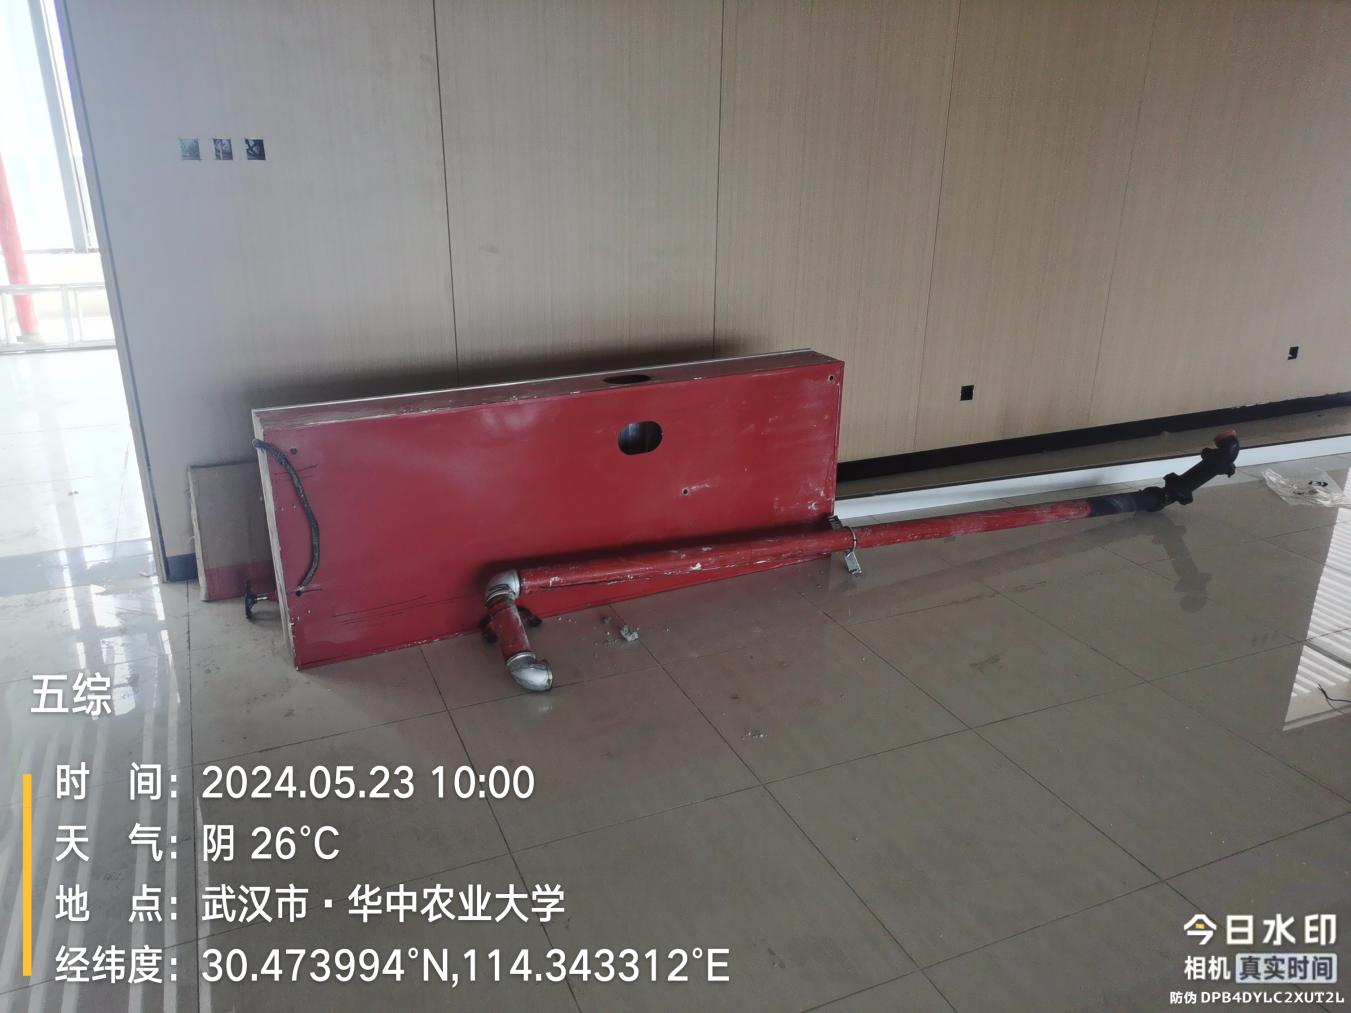 五综
时 间：2024.05.23 10:00
天 气：阴 26°C
地 点：武汉市·华中农业大学
经纬度：30.473994°N,114.343312°E
今日水印
相机 真实时间
防伪 DPB4DYLC2XUT2L